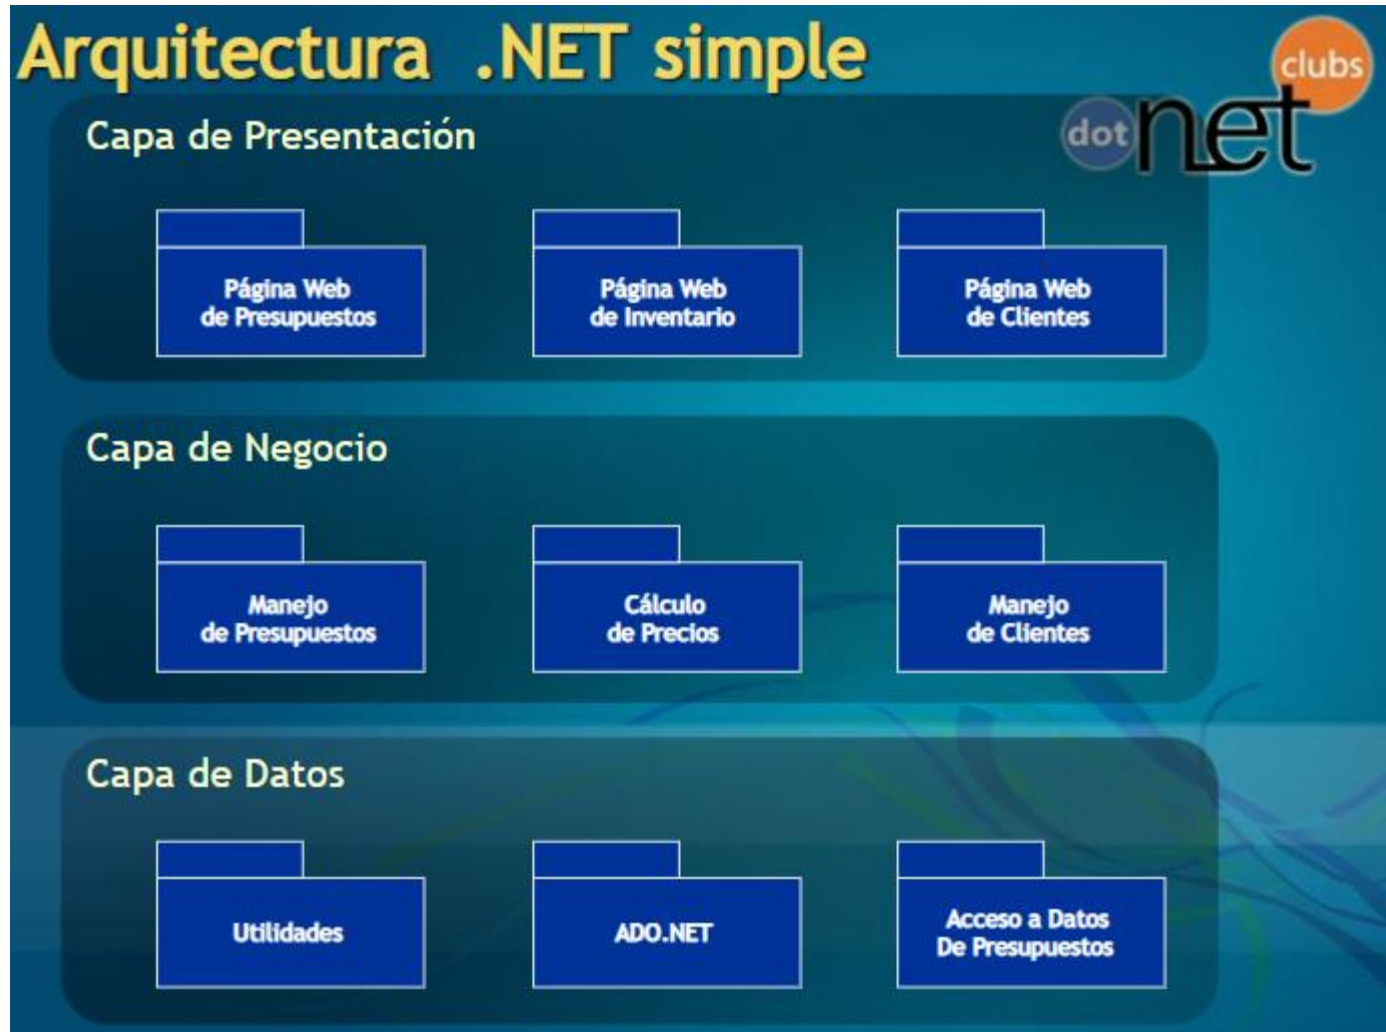 Arquitectura .NET simple
clubs
dot net
Capa de Presentación
Página Web
de Presupuestos
Página Web
de Inventario
Página Web
de Clientes
Capa de Negocio
Manejo
de Presupuestos
Cálculo
de Precios
Manejo
de Clientes
Capa de Datos
Utilidades
ADO.NET
Acceso a Datos
De Presupuestos